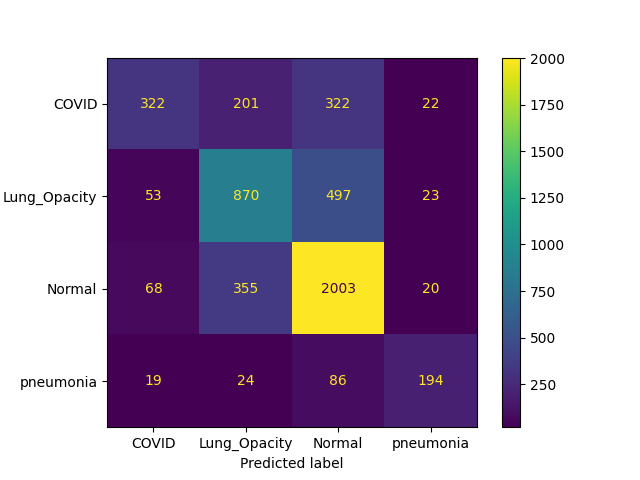 COVID 322 201 322 22
Lung_Opacity 53 870 497 23
Normal 68 355 2003 20
pneumonia 19 24 86 194
COVID Lung_Opacity Normal pneumonia
Predicted label
2000
1750
1500
1250
1000
750
500
250